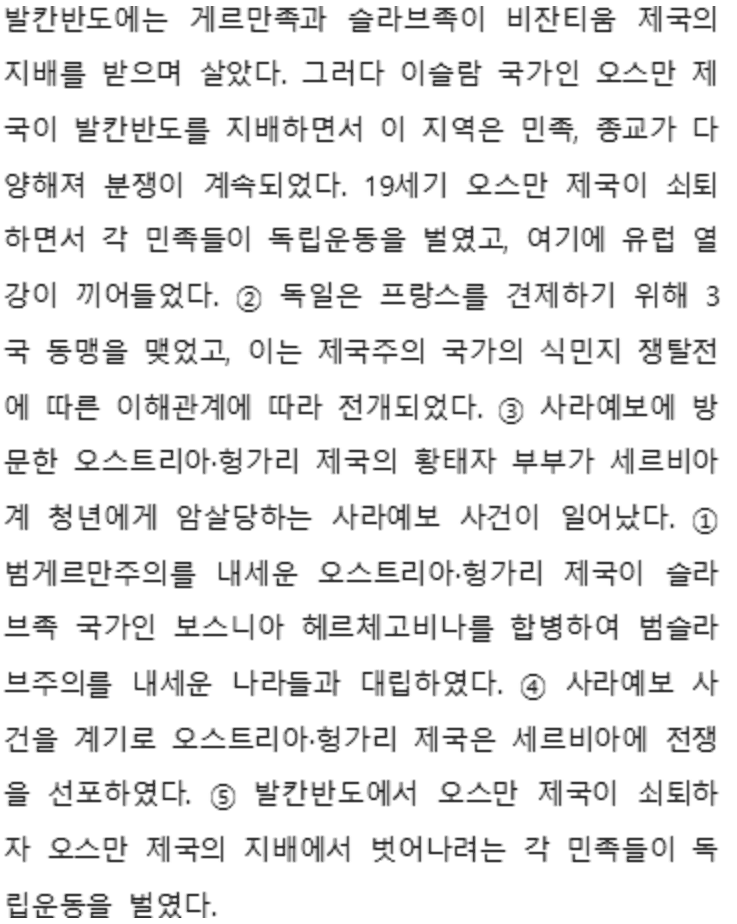 발칸반도에는 게르만족과 슬라브족이 비잔티움 제국의
지배를 받으며 살았다. 그러다 이슬람 국가인 오스만 제
국이 발칸반도를 지배하면서 이 지역은 민족, 종교가 다
양해져 분쟁이 계속되었다. 19세기 오스만 제국이 쇠퇴
하면서 각 민족들이 독립운동을 벌였고, 여기에 유럽 열
강이 끼어들었다. ② 독일은 프랑스를 견제하기 위해 3
국 동맹을 맺었고, 이는 제국주의 국가의 식민지 쟁탈전
에 따른 이해관계에 따라 전개되었다. ③ 사라예보에 방
문한 오스트리아·헝가리 제국의 황태자 부부가 세르비아
계 청년에게 암살당하는 사라예보 사건이 일어났다. ①
범게르만주의를 내세운 오스트리아·헝가리 제국이 슬라
브족 국가인 보스니아 헤르체고비나를 합병하여 범슬라
브주의를 내세운 나라들과 대립하였다. ④ 사라예보 사
건을 계기로 오스트리아·헝가리 제국은 세르비아에 전쟁
을 선포하였다. ⑤ 발칸반도에서 오스만 제국이 쇠퇴하
자 오스만 제국의 지배에서 벗어나려는 각 민족들이 독
립운동을 벌였다.